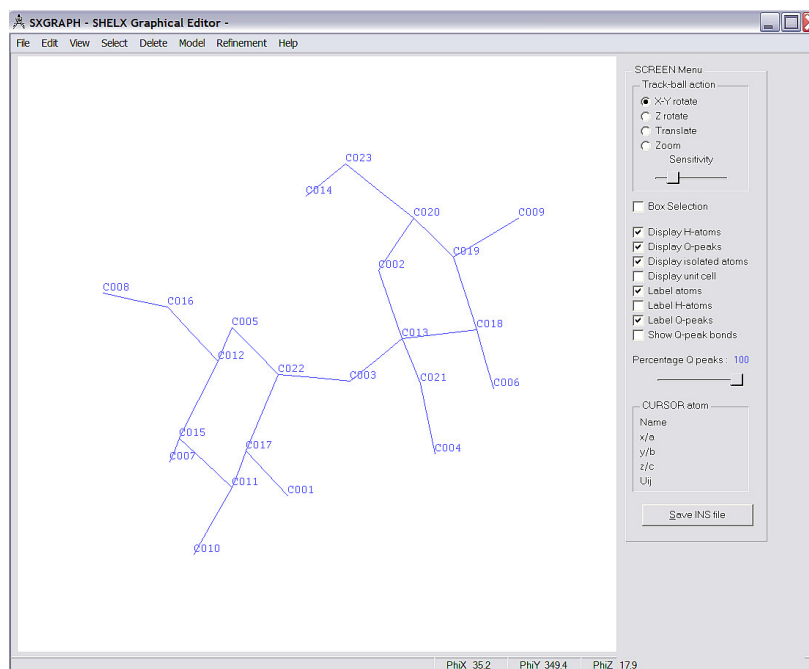 SXGRAPH - SHELX Graphical Editor -
File Edit View Select Delete Model Refinement Help
SCREEN Menu
Track-ball action
X-Y rotate
Z rotate
Translate
Zoom
Sensitivity
Box Selection
Display H-atoms
Display Q-peaks
Display isolated atoms
Display unit cell
Label atoms
Label H-atoms
Label Q-peaks
Show Q-peak bonds
Percentage Q peaks : 100
CURSOR atom
Name
x/a
y/b
z/c
Uij
Save INS file
C023
C014
C020
C009
C019
C002
C008
C016
C005
C013
C018
C012
C022
C003
C021
C006
C015
C017
C004
C007
C011
C001
C010
PhiX 35.2 PhiY 349.4 PhiZ 17.9